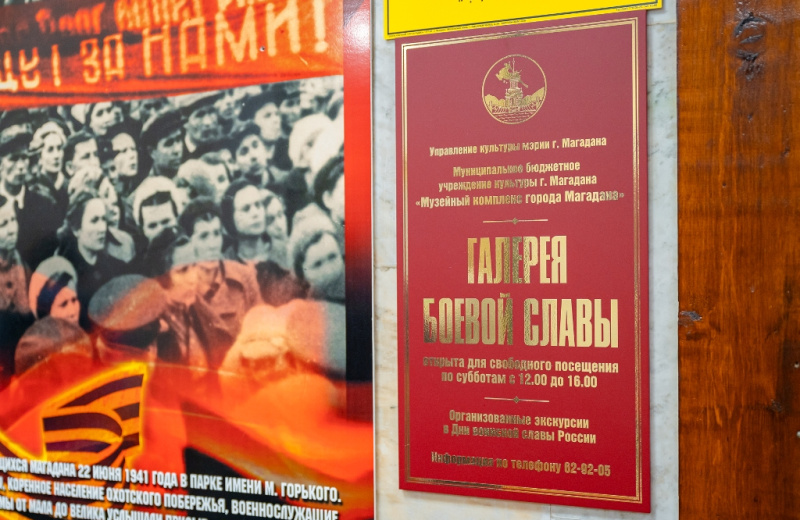 ЗА НАМИ!
ЩИХСЯ МАГАДАНА 22 ИЮНЯ 1941 ГОДА В ПАРКЕ ИМЕНИ М. ГОРЬКОГО.
КОРЕННОЕ НАСЕЛЕНИЕ ОХОТСКОГО ПОБЕРЕЖЬЯ, ВОЕННОСЛУЖАЩИЕ
ОТ МАЛА ДО ВЕЛИКА УСЛЫШАЛИ
Управление культуры мэрии г. Магадана
Муниципальное бюджетное
учреждение культуры г. Магадана
«Музейный комплекс города Магадана»
ГАЛЕРЕЯ
БОЕВОЙ СЛАВЫ
открыта для свободного посещения
по субботам с 12.00 до 16.00
Организованные экскурсии
в Дни воинской славы России
Информация по телефону 62-92-05